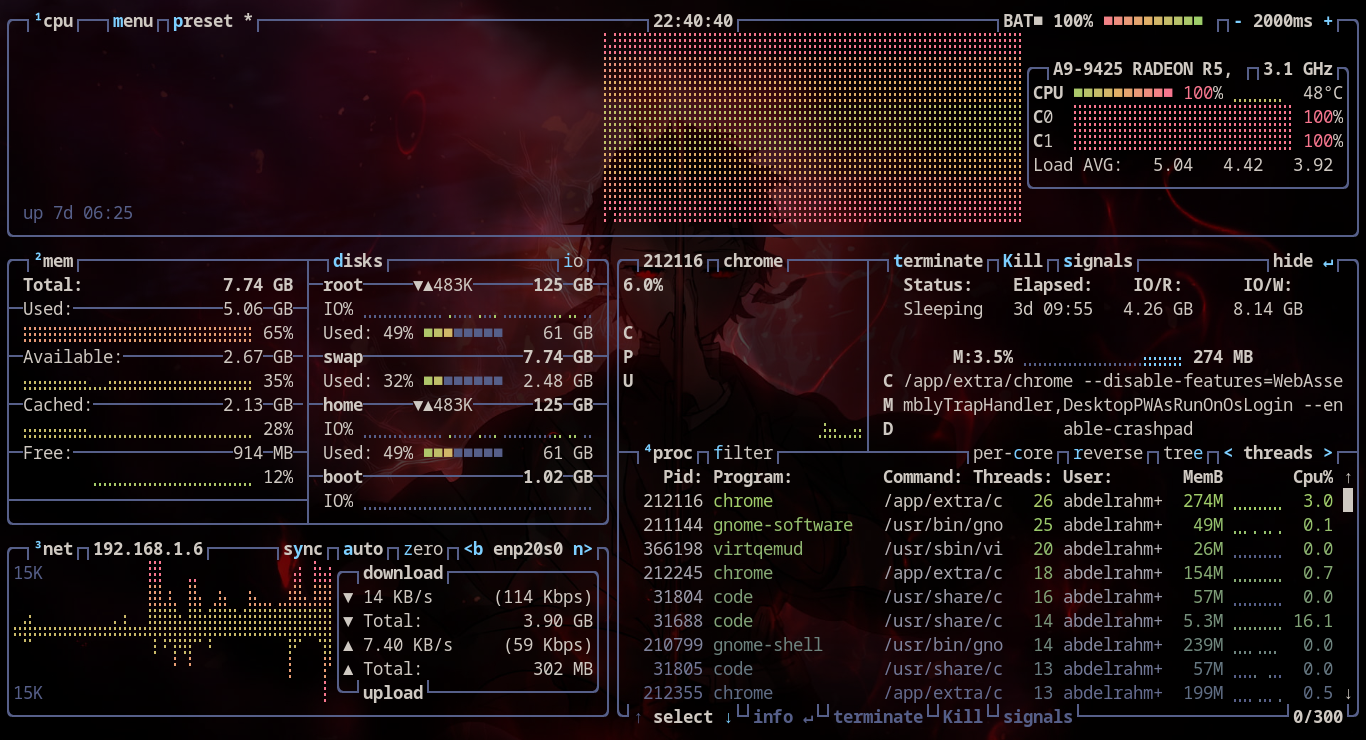 ¹cpu menu preset * 22:40:40 BAT■ 100% - 2000ms +
A9-9425 RADEON R5, 3.1 GHz
CPU 100% 48°C
C0 100%
C1 100%
Load AVG: 5.04 4.42 3.92
up 7d 06:25
²mem
Total: 7.74 GB
Used: 5.06 GB
65%
Available: 2.67 GB
35%
Cached: 2.13 GB
28%
Free: 914 MB
12%
disks io
root ▼▲483K 125 GB
IO%
Used: 49% 61 GB
swap 7.74 GB
Used: 32% 2.48 GB
home ▼▲483K 125 GB
IO%
Used: 49% 61 GB
boot 1.02 GB
IO%
³net 192.168.1.6 sync auto zero <b enp20s0 n>
15K
15K
download
▼ 14 KB/s (114 Kbps)
▼ Total: 3.90 GB
▲ 7.40 KB/s (59 Kbps)
▲ Total: 302 MB
upload
212116 chrome terminate Kill signals hide ↵
6.0%
C
P
U
Status: Elapsed: IO/R: IO/W:
Sleeping 3d 09:55 4.26 GB 8.14 GB
M:3.5% 274 MB
C /app/extra/chrome --disable-features=WebAsse
M mblyTrapHandler,DesktopPWAsRunOnOsLogin --en
D able-crashpad
⁴proc filter per-core reverse tree < threads >
Pid: Program: Command: Threads: User: MemB Cpu% ↑
212116 chrome /app/extra/c 26 abdelrahm+ 274M 3.0
211144 gnome-software /usr/bin/gno 25 abdelrahm+ 49M 0.1
366198 virtqemud /usr/sbin/vi 20 abdelrahm+ 26M 0.0
212245 chrome /app/extra/c 18 abdelrahm+ 154M 0.7
31804 code /usr/share/c 16 abdelrahm+ 57M 0.0
31688 code /usr/share/c 14 abdelrahm+ 5.3M 16.1
210799 gnome-shell /usr/bin/gno 14 abdelrahm+ 239M 0.0
31805 code /usr/share/c 13 abdelrahm+ 57M 0.0
212355 chrome /app/extra/c 13 abdelrahm+ 199M 0.5 ↓
↑ select ↓ info ↵ terminate Kill signals 0/300